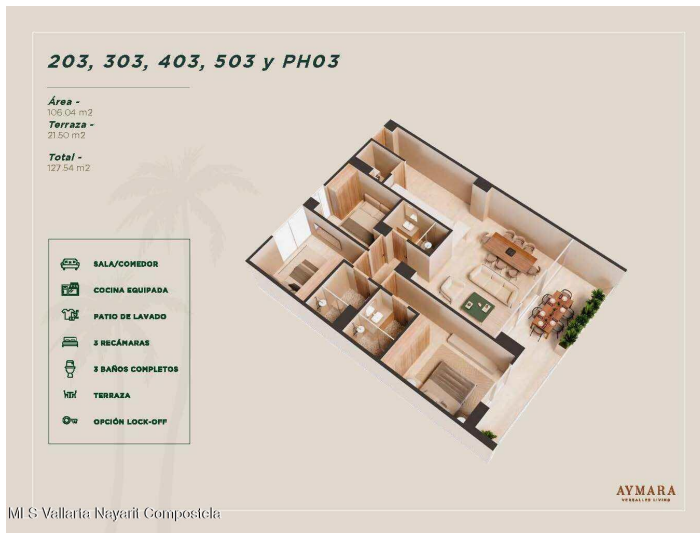 203, 303, 403, 503 y PH03
Área -
106.04 m2
Terraza -
21.50 m2
Total -
127.54 m2
SALA/COMEDOR
COCINA EQUIPADA
PATIO DE LAVADO
3 RECÁMARAS
3 BAÑOS COMPLETOS
TERRAZA
OPCIÓN LOCK-OFF
AYMARA
VERSALLES LIVING
MLS Vallarta Nayarit Compostela